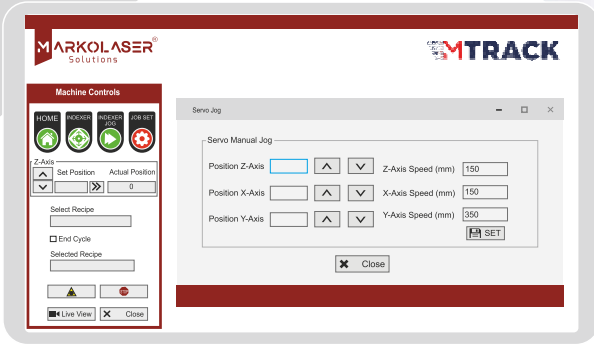 MARKOLASER®
Solutions
MTRACK
Machine Controls
HOME
INDEXER
INDEXER
JOG
JOB SET
Z-Axis
Set Position
Actual Position
0
Select Recipe
End Cycle
Selected Recipe
STOP
Live View
Close
Servo Jog
Servo Manual Jog
Position Z-Axis
Z-Axis Speed (mm)
150
Position X-Axis
X-Axis Speed (mm)
150
Position Y-Axis
Y-Axis Speed (mm)
350
SET
Close